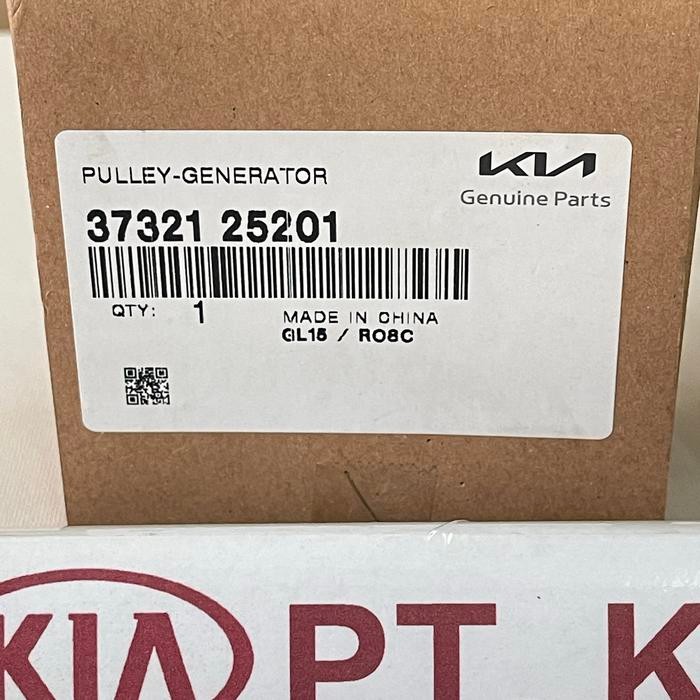 PULLEY-GENERATOR
KIA
Genuine Parts
37321 25201
QTY: 1
MADE IN CHINA
GL15 / RO8C
KIA PT K